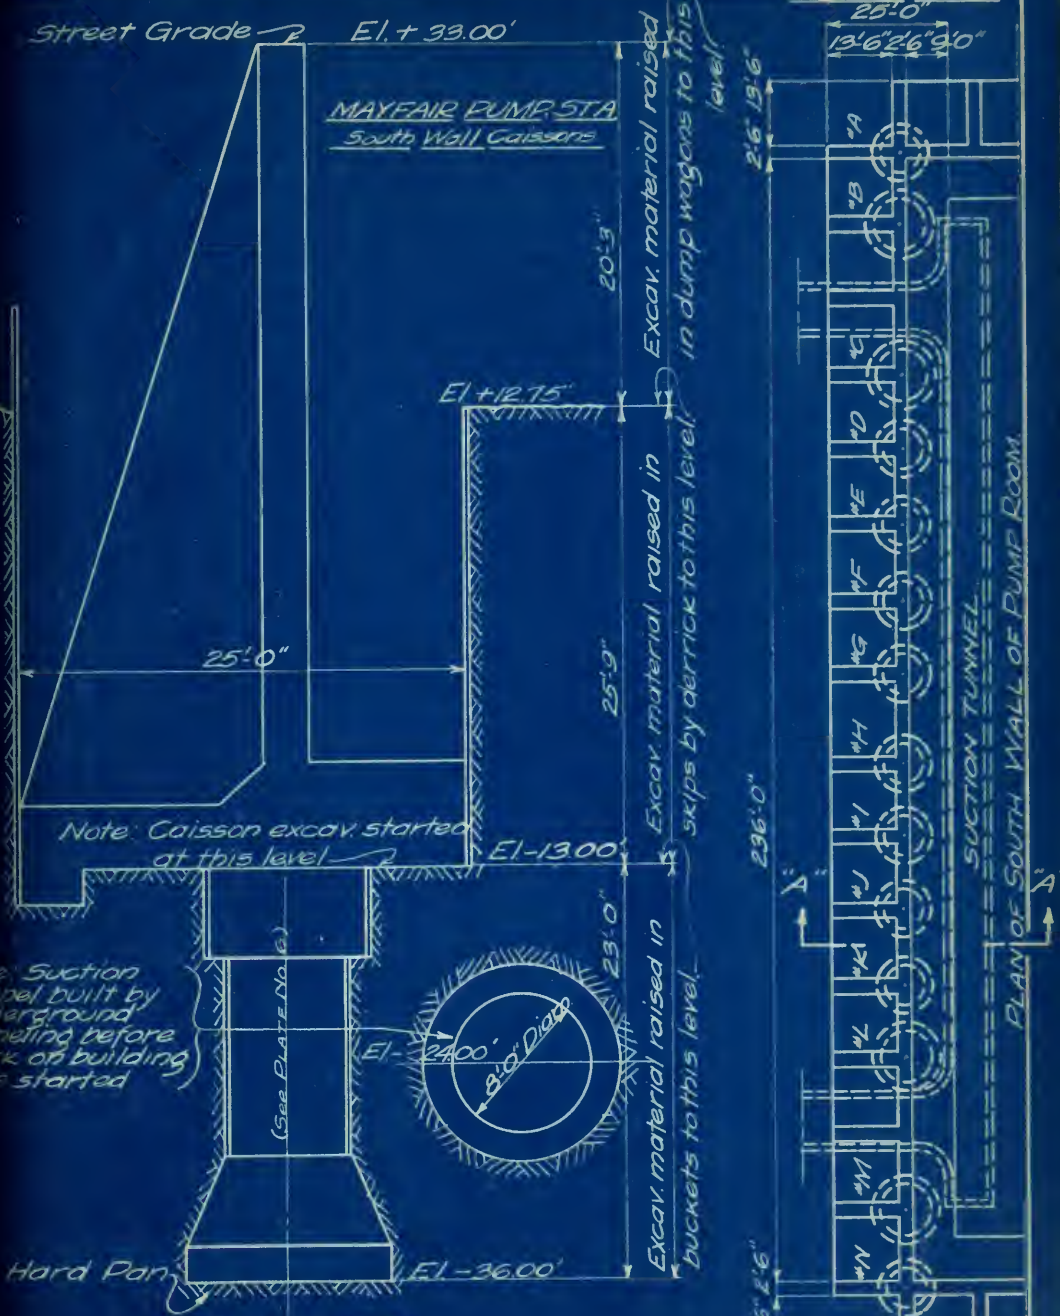 Street Grade
El. + 33.00'
MAYFAIR PUMP. STA
South Wall Caissons
20'-3"
Excav. material raised
in dump wagons to this
level.
El +12.75'
25'-0"
25'-9"
Excav material raised in
skips by derrick to this level.
Note: Caisson excav. started
at this level
El-13.00'
23'-0"
Excav. material raised in
buckets to this level.
Suction
built by
before
on building
started
(See PLATE No. 6)
El-24.00'
8'-0" Diam
Hard Pan
El-36.00'
25'-0"
13'-6" 2'-6" 9'-0"
13'-6"
2'-6"
236'-0"
2'-6"
"A
"B
"C
"D
"E
"F
"G
"H
"I
"J
"K
"L
"M
"N
"A"
"A"
SUCTION TUNNEL
PLAN OF SOUTH WALL OF PUMP ROOM.